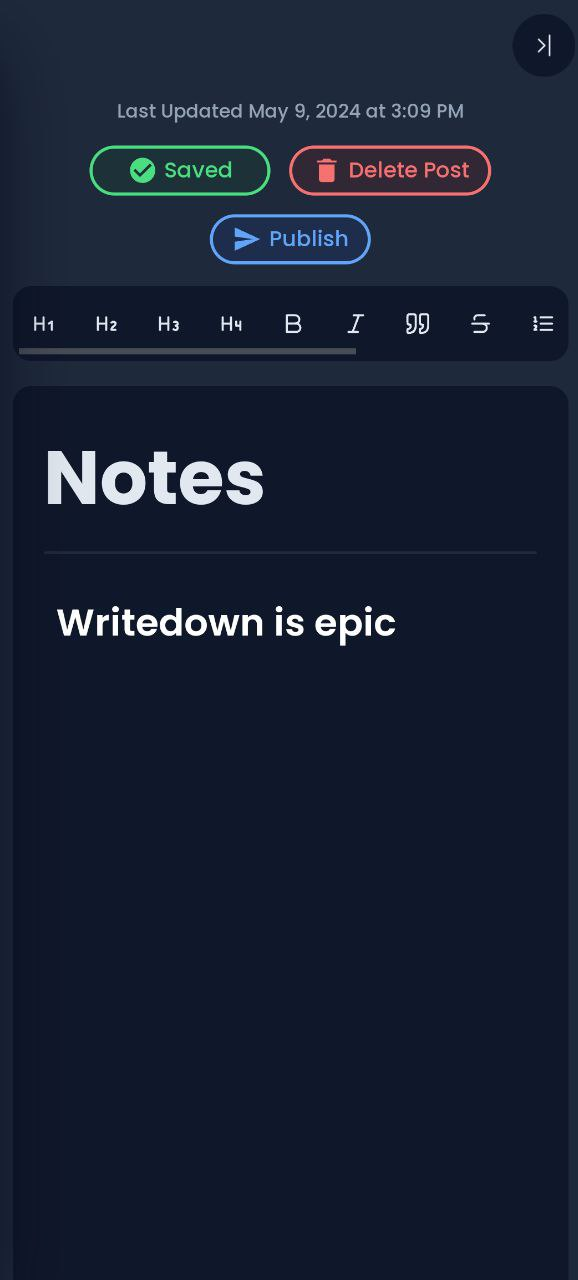 Last Updated May 9, 2024 at 3:09 PM
Saved
Delete Post
Publish
H1 H2 H3 H4 B I S
Notes
Writedown is epic